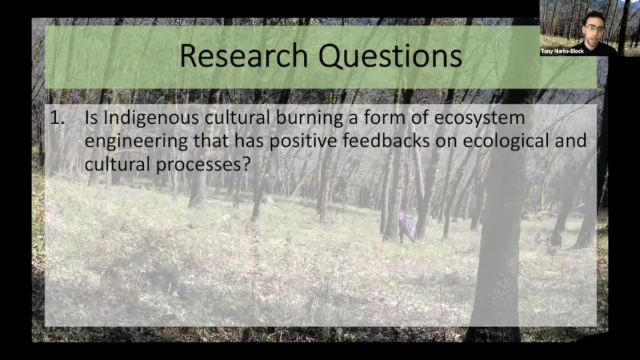 Research Questions
Tony Marks-Block
1. Is Indigenous cultural burning a form of ecosystem
engineering that has positive feedbacks on ecological and
cultural processes?